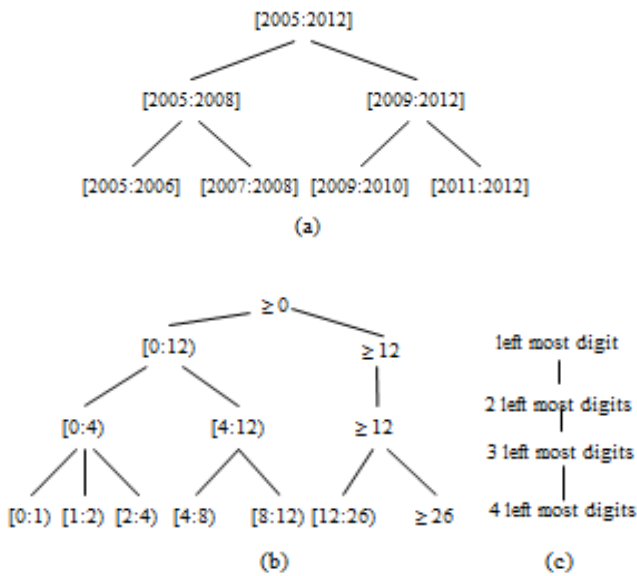 [2005:2012]
[2005:2008] [2009:2012]
[2005:2006] [2007:2008] [2009:2010] [2011:2012]
(a)
≥ 0
[0:12) ≥ 12
[0:4) [4:12) ≥ 12
[0:1) [1:2) [2:4) [4:8) [8:12) [12:26) ≥ 26
(b)
1left most digit
2 left most digits
3 left most digits
4 left most digits
(c)